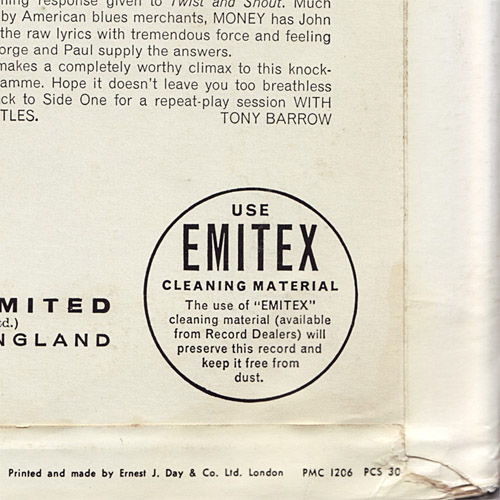 response given to Twist and Shout. Much
by American blues merchants, MONEY has John
the raw lyrics with tremendous force and feeling
orge and Paul supply the answers.
makes a completely worthy climax to this knock-
amme. Hope it doesn't leave you too breathless
ck to Side One for a repeat-play session WITH
TLES. TONY BARROW
USE
EMITEX
CLEANING MATERIAL
The use of "EMITEX"
cleaning material (available
from Record Dealers) will
preserve this record and
keep it free from
dust.
MITED
td.)
NGLAND
Printed and made by Ernest J. Day & Co. Ltd. London PMC 1206 PCS 30